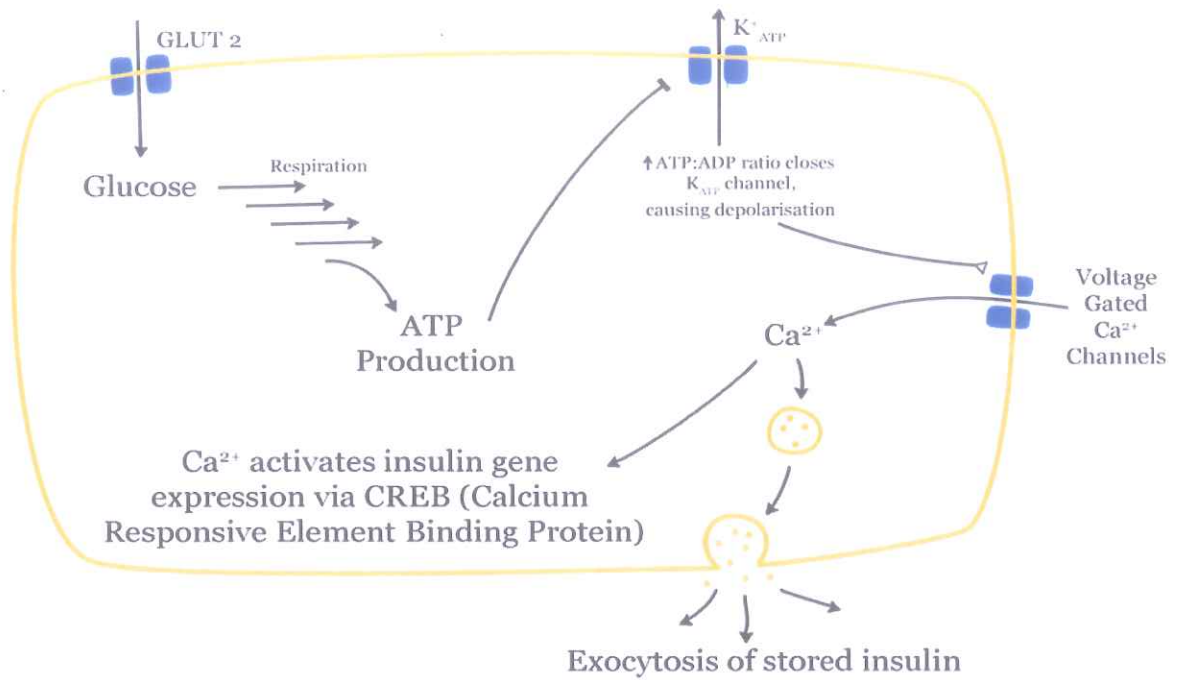 GLUT 2
K⁺ATP
Respiration
Glucose
↑ATP:ADP ratio closes
KATP channel,
causing depolarisation
Voltage
Gated
Ca²⁺
Channels
ATP
Production
Ca²⁺
Ca²⁺ activates insulin gene
expression via CREB (Calcium
Responsive Element Binding Protein)
Exocytosis of stored insulin